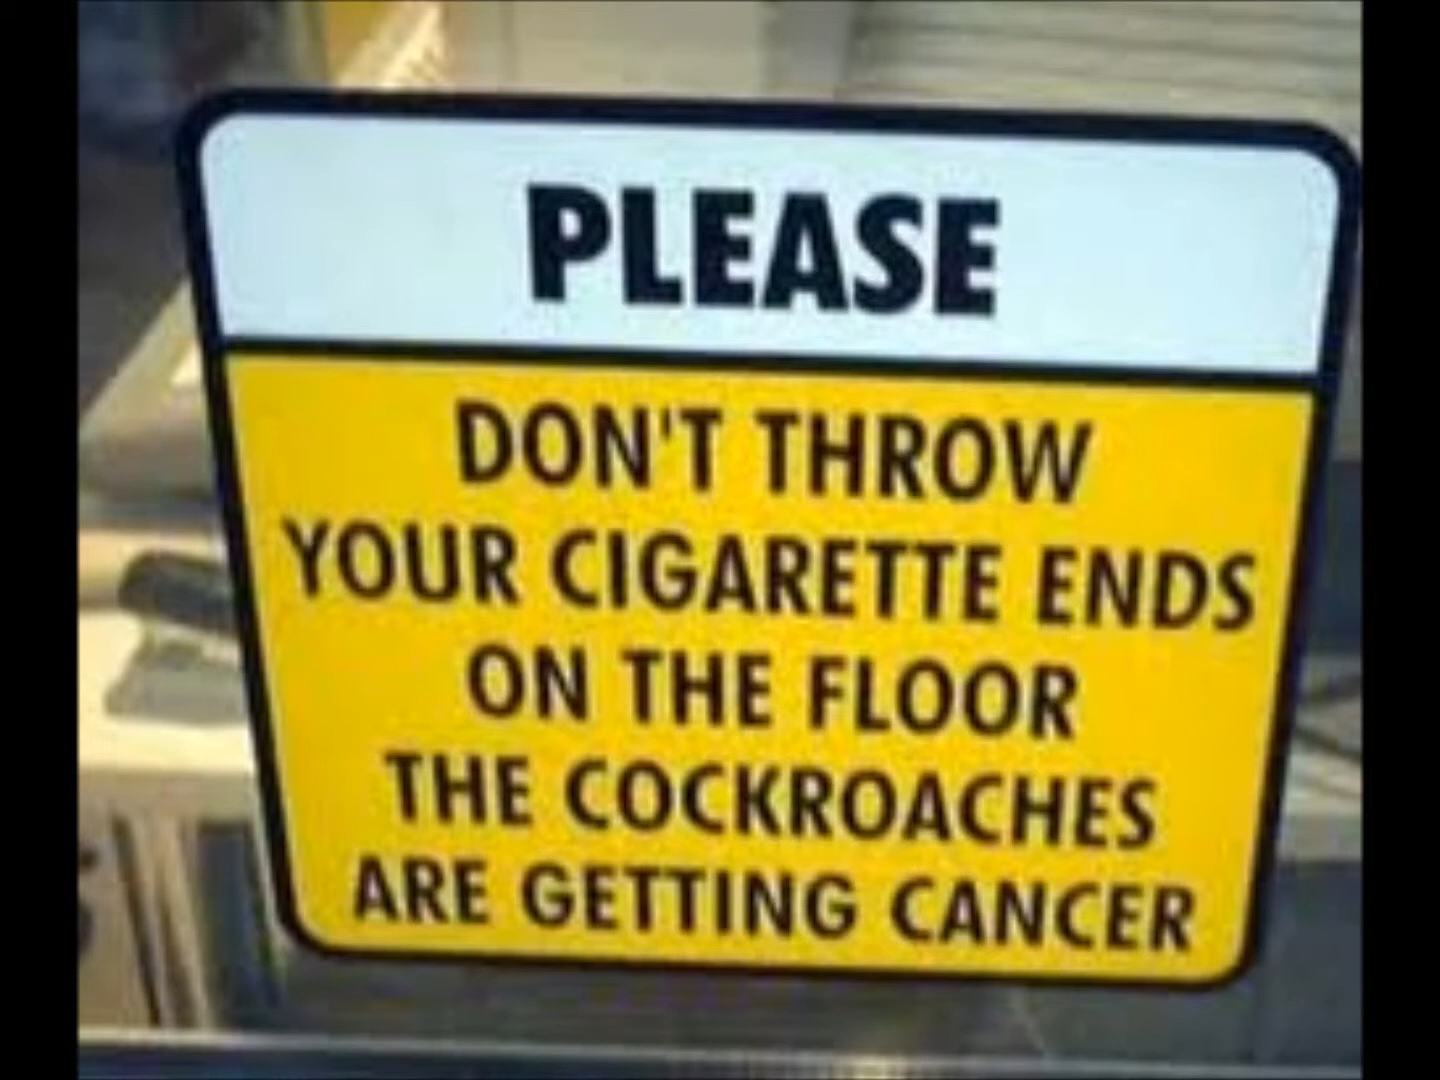 PLEASE
DON'T THROW
YOUR CIGARETTE ENDS
ON THE FLOOR
THE COCKROACHES
ARE GETTING CANCER